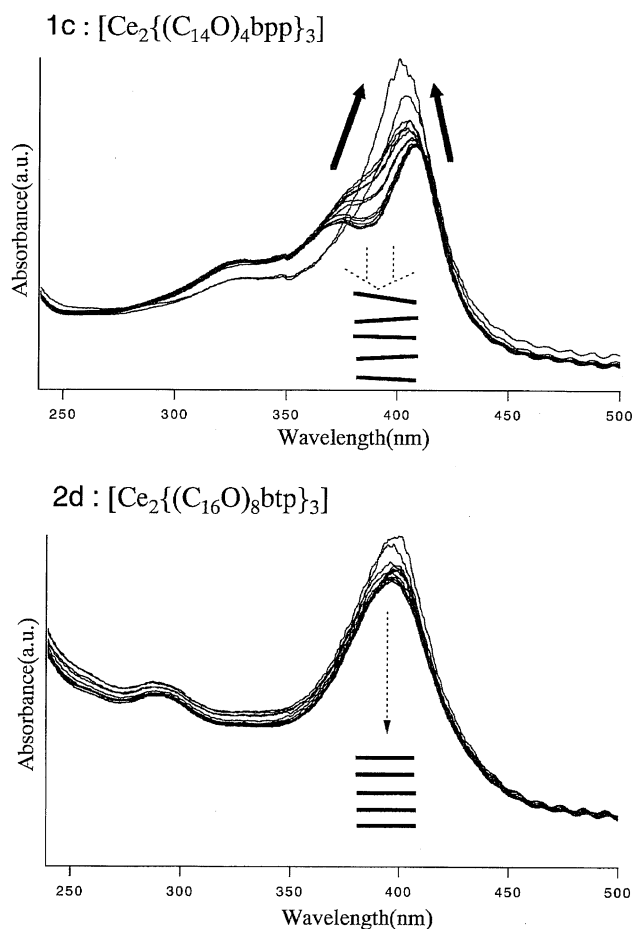 1c : [Ce₂{(C₁₄O)₄bpp}₃]
Absorbance(a.u.)
250 300 350 400 450 500
Wavelength(nm)
2d : [Ce₂{(C₁₆O)₈btp}₃]
Absorbance(a.u.)
250 300 350 400 450 500
Wavelength(nm)